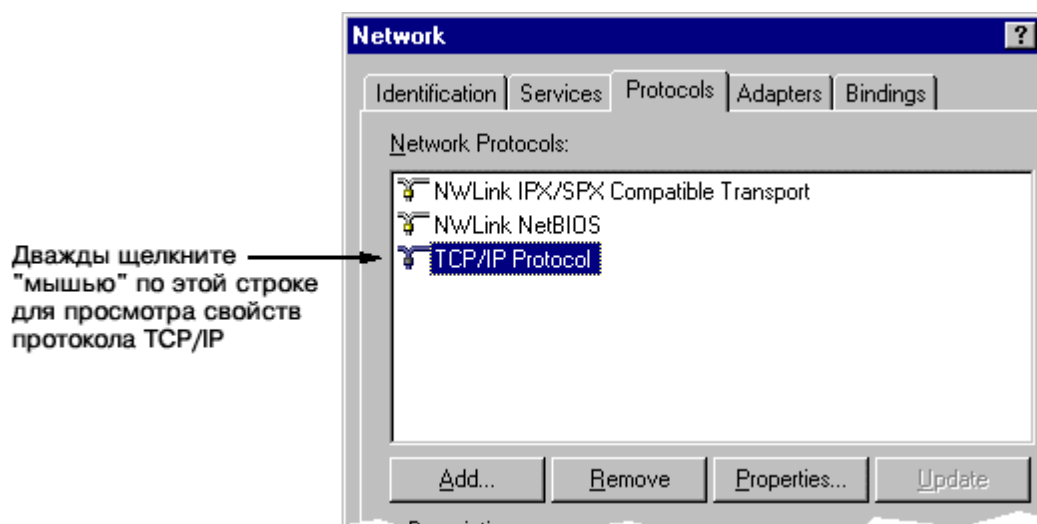 Network
?
Identification Services Protocols Adapters Bindings
Network Protocols:
NWLink IPX/SPX Compatible Transport
NWLink NetBIOS
TCP/IP Protocol
Дважды щелкните
"мышью" по этой строке
для просмотра свойств
протокола TCP/IP
Add... Remove Properties... Update